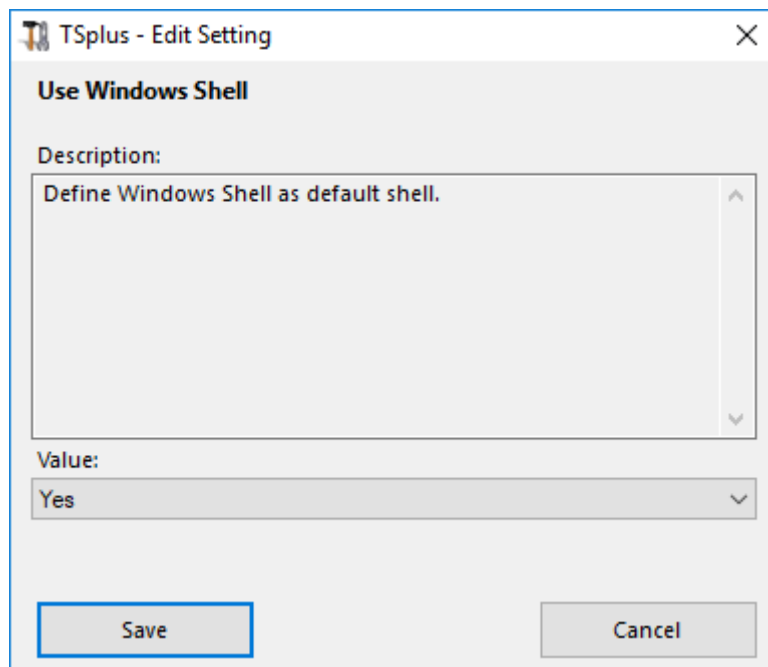 TSplus - Edit Setting
Use Windows Shell
Description:
Define Windows Shell as default shell.
Value:
Yes
Save
Cancel